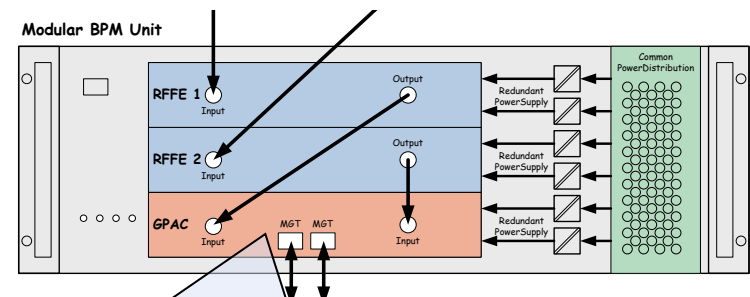 Modular BPM Unit
Common
PowerDistribution
RFFE 1
Input
Output
Redundant
PowerSupply
RFFE 2
Input
Output
Redundant
PowerSupply
GPAC
Input
MGT MGT
Input
Redundant
PowerSupply